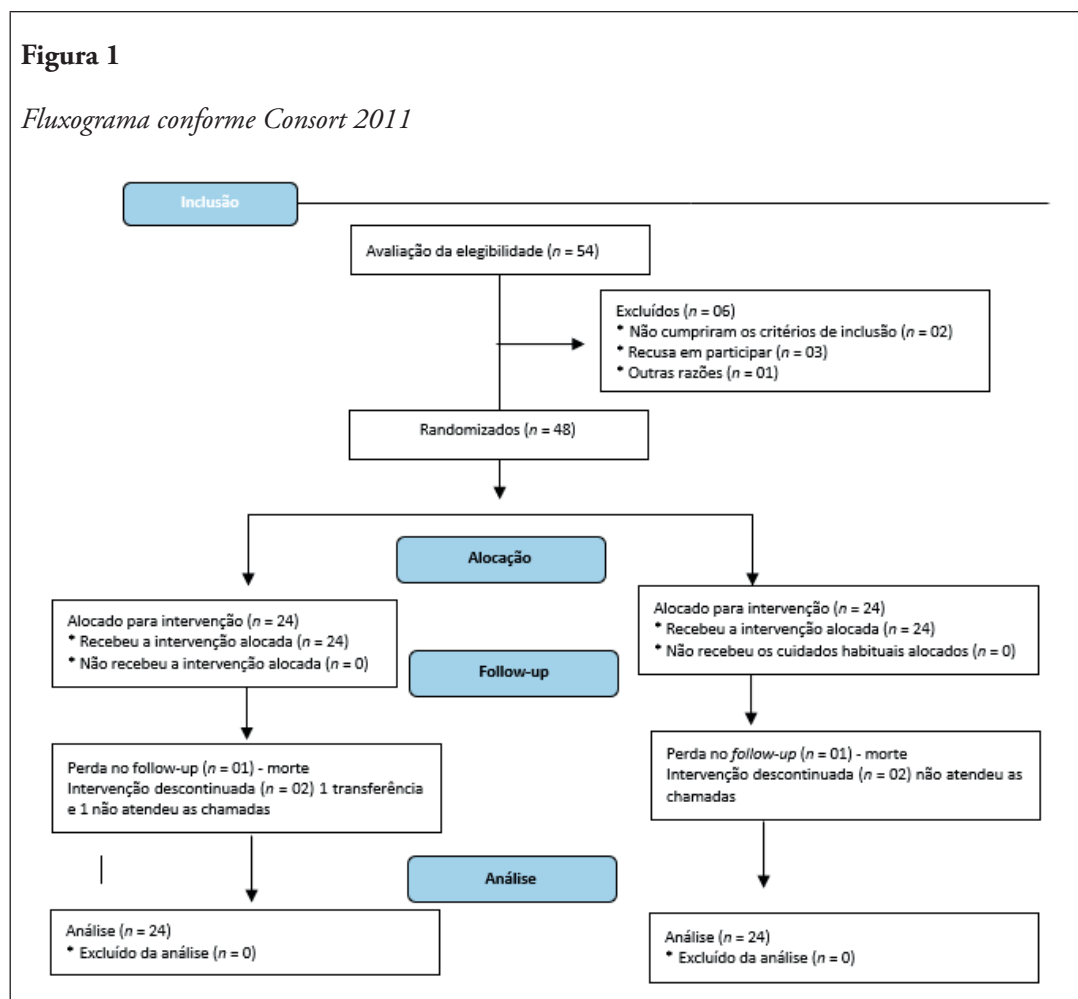 Figura 1
Fluxograma conforme Consort 2011
Inclusão
Avaliação da elegibilidade (n = 54)
Excluídos (n = 06)
* Não cumpriram os critérios de inclusão (n = 02)
* Recusa em participar (n = 03)
* Outras razões (n = 01)
Randomizados (n = 48)
Alocação
Alocado para intervenção (n = 24)
* Recebeu a intervenção alocada (n = 24)
* Não recebeu a intervenção alocada (n = 0)
Alocado para intervenção (n = 24)
* Recebeu a intervenção alocada (n = 24)
* Não recebeu os cuidados habituais alocados (n = 0)
Follow-up
Perda no follow-up (n = 01) - morte
Intervenção descontinuada (n = 02) 1 transferência
e 1 não atendeu as chamadas
Perda no follow-up (n = 01) - morte
Intervenção descontinuada (n = 02) não atendeu as
chamadas
Análise
Análise (n = 24)
* Excluído da análise (n = 0)
Análise (n = 24)
* Excluído da análise (n = 0)